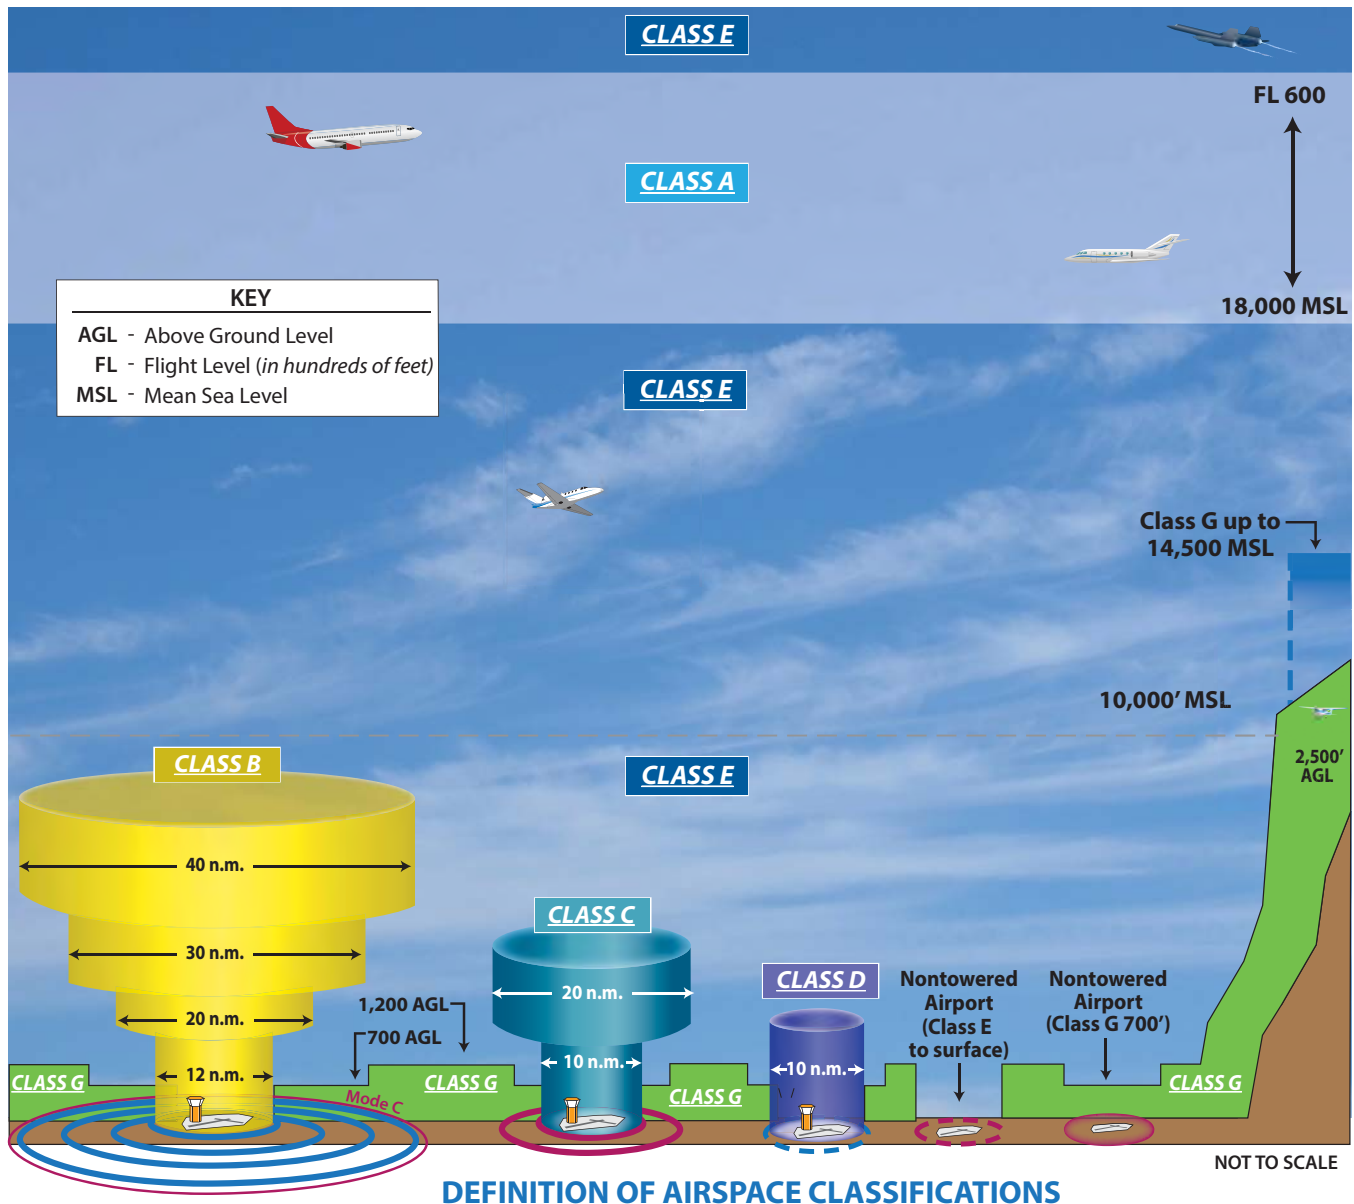 CLASS E
FL 600
CLASS A
18,000 MSL
KEY
AGL - Above Ground Level
FL - Flight Level (in hundreds of feet)
MSL - Mean Sea Level
CLASS E
Class G up to
14,500 MSL
10,000’ MSL
2,500’
AGL
CLASS B
CLASS E
40 n.m.
30 n.m.
20 n.m.
12 n.m.
CLASS G
Mode C
1,200 AGL
700 AGL
CLASS G
CLASS C
20 n.m.
10 n.m.
CLASS G
CLASS D
10 n.m.
Nontowered
Airport
(Class E
to surface)
Nontowered
Airport
(Class G 700’)
CLASS G
NOT TO SCALE
DEFINITION OF AIRSPACE CLASSIFICATIONS